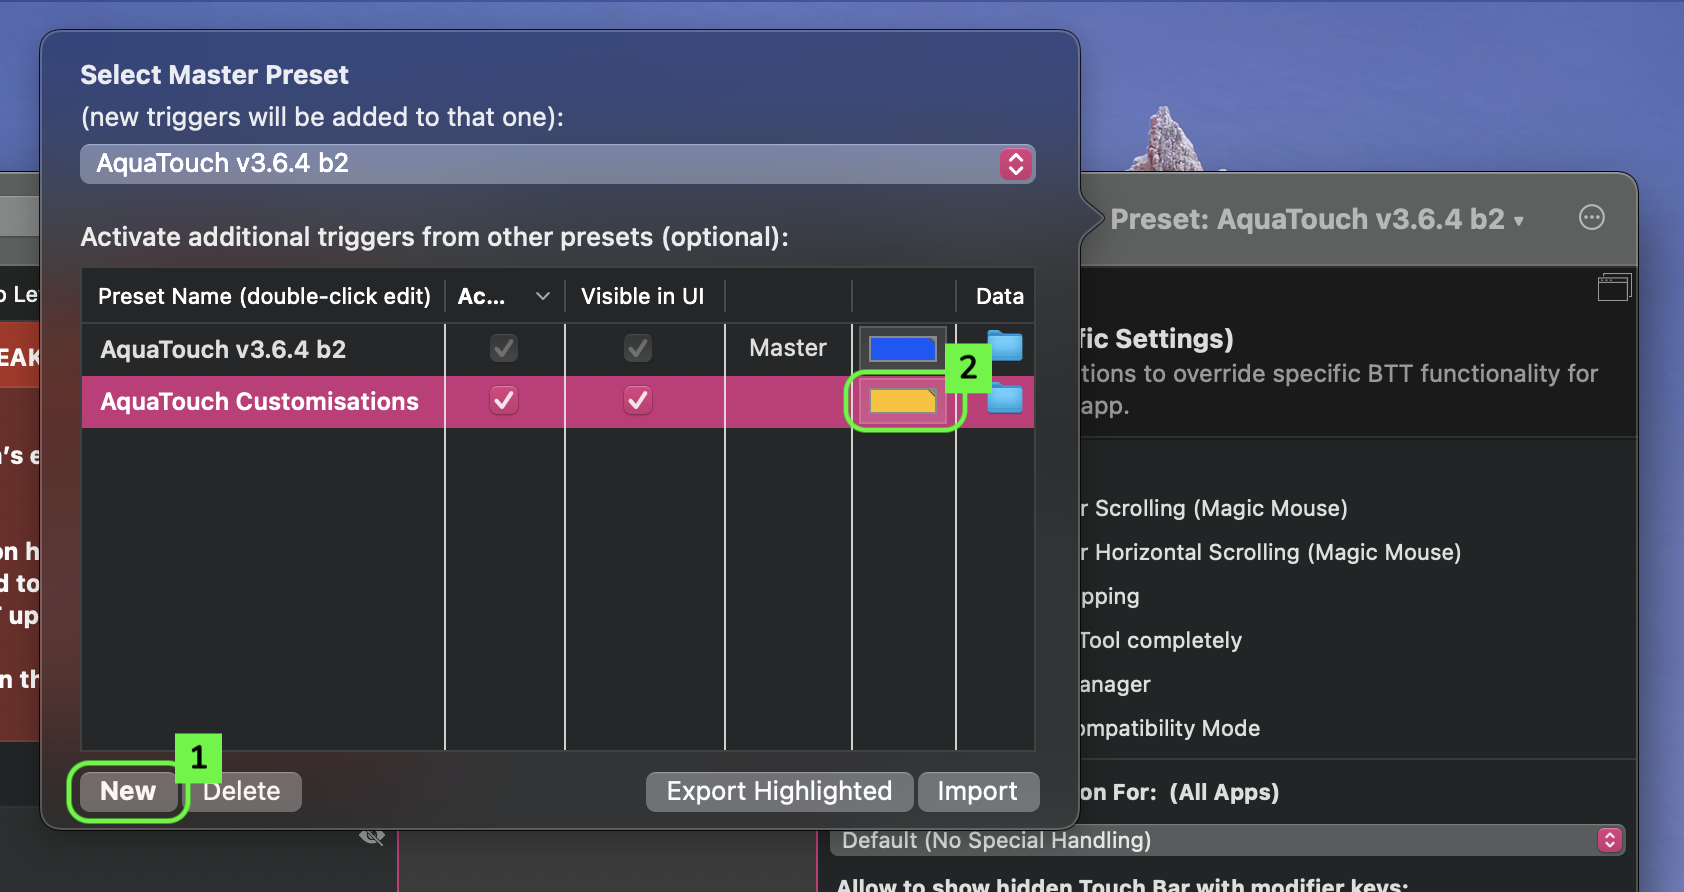 Select Master Preset
(new triggers will be added to that one):
AquaTouch v3.6.4 b2
Activate additional triggers from other presets (optional):
Preset Name (double-click edit) Ac... Visible in UI Data
AquaTouch v3.6.4 b2 Master
2
AquaTouch Customisations
1
New Delete Export Highlighted Import
Preset: AquaTouch v3.6.4 b2 ▾
fic Settings)
tions to override specific BTT functionality for
app.
r Scrolling (Magic Mouse)
r Horizontal Scrolling (Magic Mouse)
pping
Tool completely
anager
ompatibility Mode
on For: (All Apps)
Default (No Special Handling)
Allow to show hidden Touch Bar with modifier keys:
o Le
EAK
's e
on h
d to
up
n th